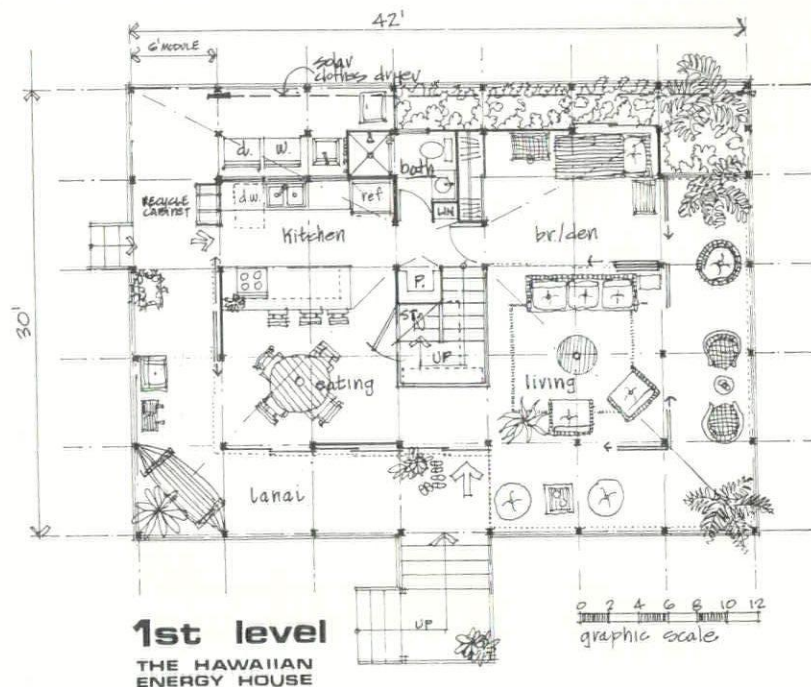 42'
6' MODULE
solar
clothes dryer
d.
w.
bath
RECYCLE
CABINET
d.w.
ref
WH
kitchen
br/den
P.
30'
ST
UP
eating
living
lanai
UP
1st level
THE HAWAIIAN
ENERGY HOUSE
0 2 4 6 8 10 12
graphic scale